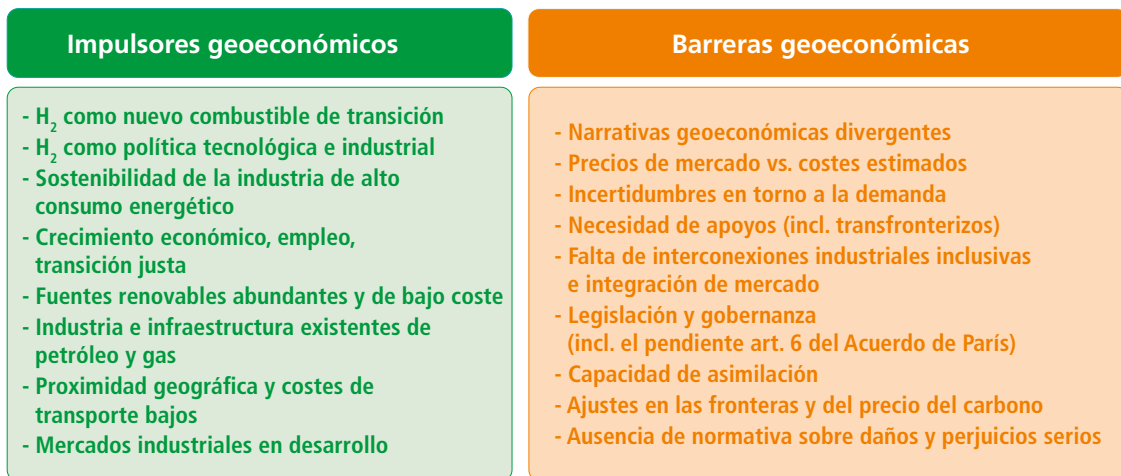 Impulsores geoeconómicos
- H₂ como nuevo combustible de transición
- H₂ como política tecnológica e industrial
- Sostenibilidad de la industria de alto
consumo energético
- Crecimiento económico, empleo,
transición justa
- Fuentes renovables abundantes y de bajo coste
- Industria e infraestructura existentes de
petróleo y gas
- Proximidad geográfica y costes de
transporte bajos
- Mercados industriales en desarrollo
Barreras geoeconómicas
- Narrativas geoeconómicas divergentes
- Precios de mercado vs. costes estimados
- Incertidumbres en torno a la demanda
- Necesidad de apoyos (incl. transfronterizos)
- Falta de interconexiones industriales inclusivas
e integración de mercado
- Legislación y gobernanza
(incl. el pendiente art. 6 del Acuerdo de París)
- Capacidad de asimilación
- Ajustes en las fronteras y del precio del carbono
- Ausencia de normativa sobre daños y perjuicios serios